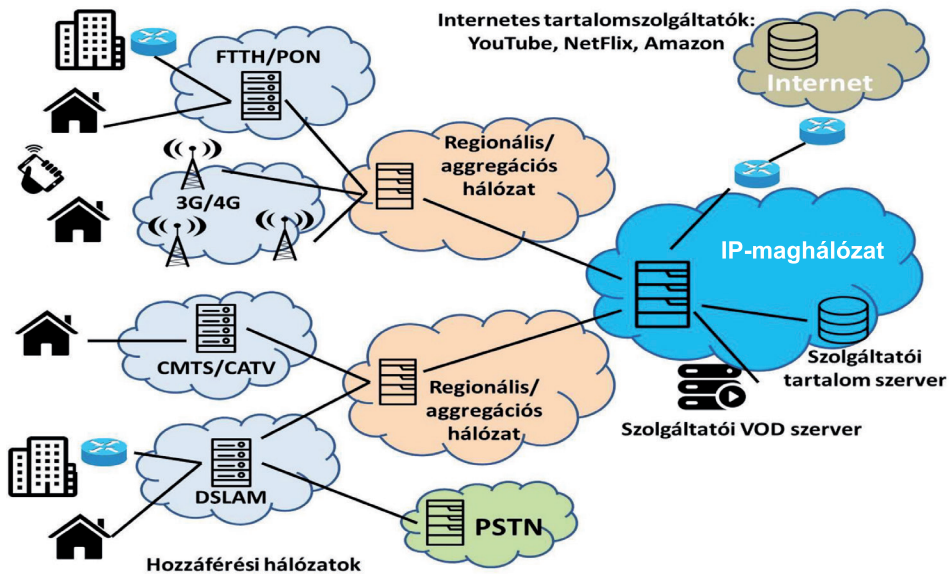 Internetes tartalomszolgáltatók:
YouTube, NetFlix, Amazon
Internet
FTTH/PON
Regionális/
aggregációs
hálózat
3G/4G
IP-maghálózat
CMTS/CATV
Szolgáltatói
tartalom szerver
Regionális/
aggregációs
hálózat
Szolgáltatói VOD szerver
DSLAM
PSTN
Hozzáférési hálózatok